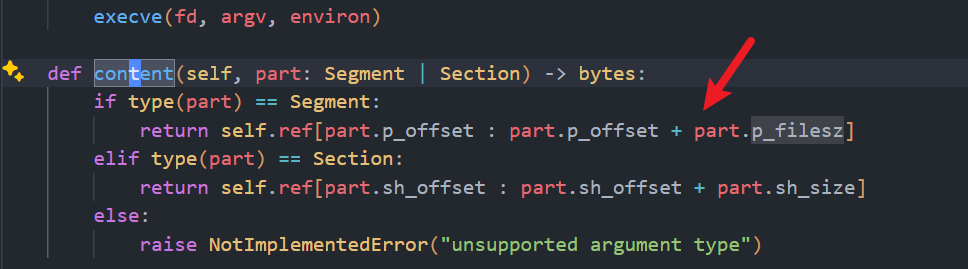 execve(fd, argv, environ)
def content(self, part: Segment | Section) -> bytes:
if type(part) == Segment:
return self.ref[part.p_offset : part.p_offset + part.p_filesz]
elif type(part) == Section:
return self.ref[part.sh_offset : part.sh_offset + part.sh_size]
else:
raise NotImplementedError("unsupported argument type")